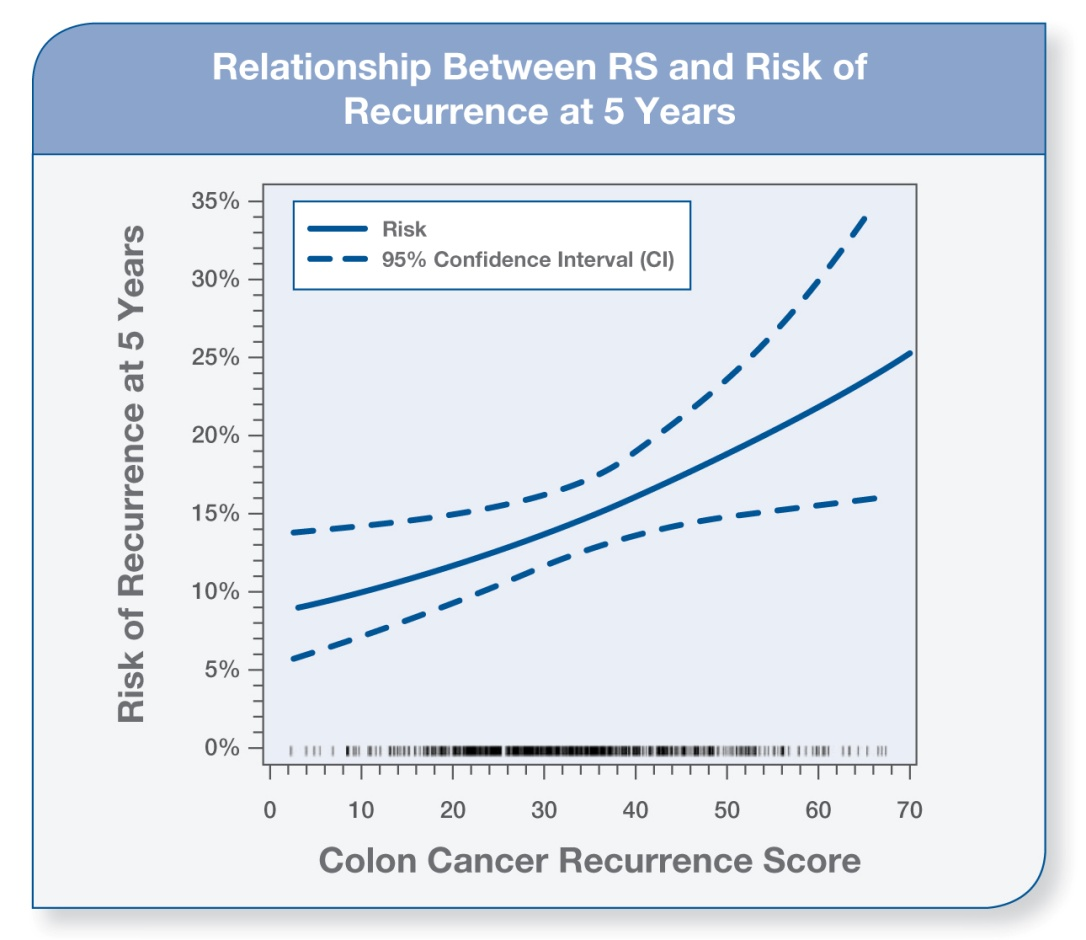 Relationship Between RS and Risk of
Recurrence at 5 Years
Risk of Recurrence at 5 Years
35%
30%
25%
20%
15%
10%
5%
0%
Risk
95% Confidence Interval (CI)
0 10 20 30 40 50 60 70
Colon Cancer Recurrence Score